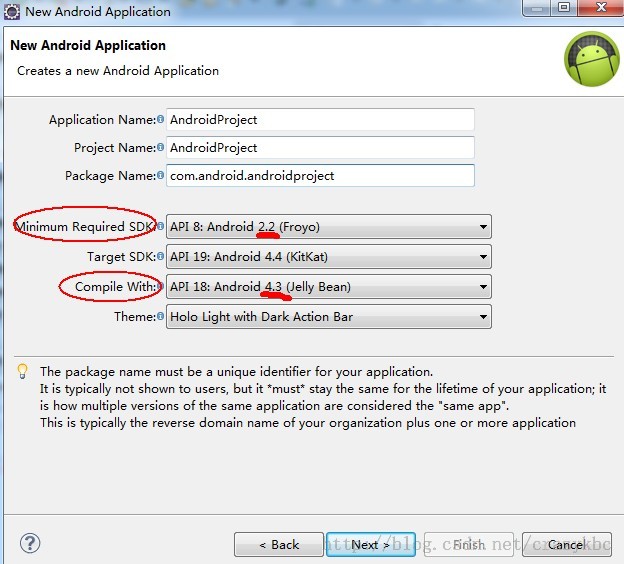 New Android Application
New Android Application
Creates a new Android Application
Application Name: AndroidProject
Project Name: AndroidProject
Package Name: com.android.androidproject
Minimum Required SDK: API 8: Android 2.2 (Froyo)
Target SDK: API 19: Android 4.4 (KitKat)
Compile With: API 18: Android 4.3 (Jelly Bean)
Theme: Holo Light with Dark Action Bar
The package name must be a unique identifier for your application.
It is typically not shown to users, but it *must* stay the same for the lifetime of your application; it
is how multiple versions of the same application are considered the "same app".
This is typically the reverse domain name of your organization plus one or more application
? < Back Next > Finish Cancel
http://blog.csdn.net/crazykbc